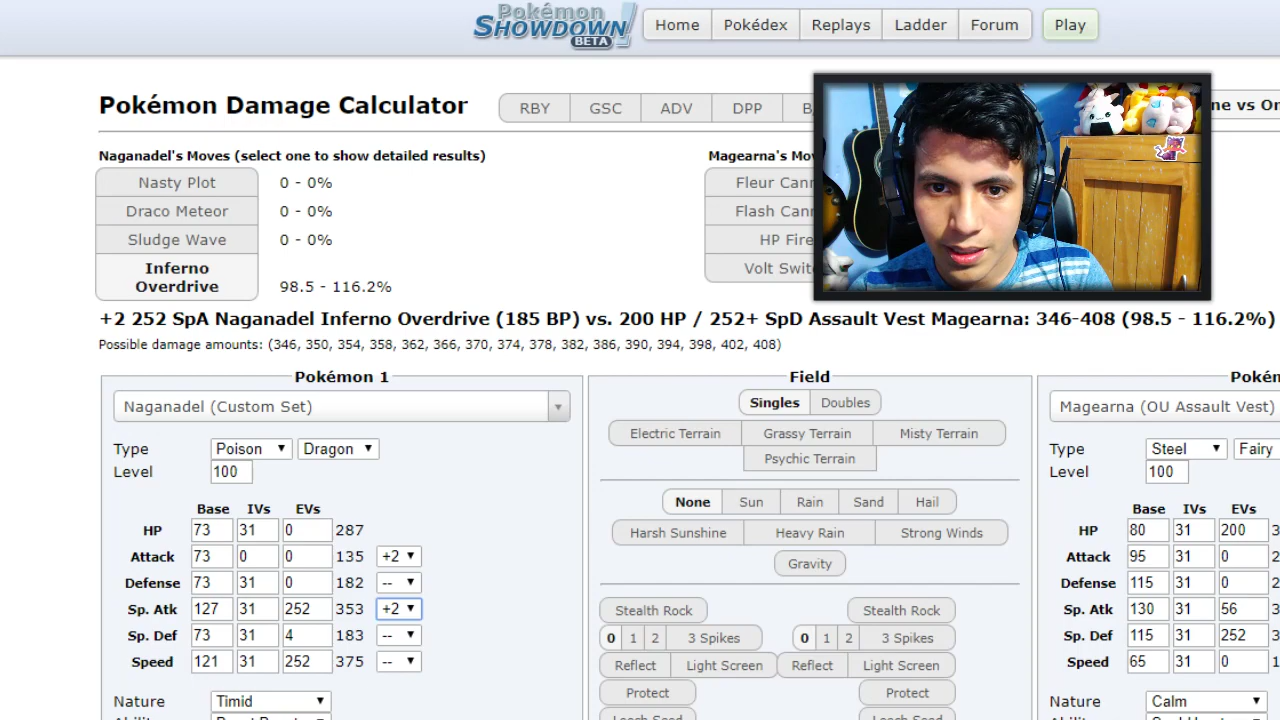 Pokémon SHOWDOWN! BETA
Home Pokédex Replays Ladder Forum Play
Pokémon Damage Calculator
RBY GSC ADV DPP
Naganadel's Moves (select one to show detailed results)
Nasty Plot 0 - 0%
Draco Meteor 0 - 0%
Sludge Wave 0 - 0%
Inferno Overdrive 98.5 - 116.2%
Magearna's Mo
Fleur Cann
Flash Cann
HP Fire
Volt Swit
+2 252 SpA Naganadel Inferno Overdrive (185 BP) vs. 200 HP / 252+ SpD Assault Vest Magearna: 346-408 (98.5 - 116.2%)
Possible damage amounts: (346, 350, 354, 358, 362, 366, 370, 374, 378, 382, 386, 390, 394, 398, 402, 408)
Pokémon 1
Naganadel (Custom Set)
Type Poison Dragon
Level 100
Base IVs EVs
HP 73 31 0 287
Attack 73 0 0 135 +2
Defense 73 31 0 182 --
Sp. Atk 127 31 252 353 +2
Sp. Def 73 31 4 183 --
Speed 121 31 252 375 --
Nature Timid
Field
Singles Doubles
Electric Terrain Grassy Terrain Misty Terrain
Psychic Terrain
None Sun Rain Sand Hail
Harsh Sunshine Heavy Rain Strong Winds
Gravity
Stealth Rock Stealth Rock
0 1 2 3 Spikes 0 1 2 3 Spikes
Reflect Light Screen Reflect Light Screen
Protect Protect
Pokém
Magearna (OU Assault Vest)
Type Steel Fairy
Level 100
Base IVs EVs
HP 80 31 200
Attack 95 31 0
Defense 115 31 0
Sp. Atk 130 31 56
Sp. Def 115 31 252
Speed 65 31 0
Nature Calm